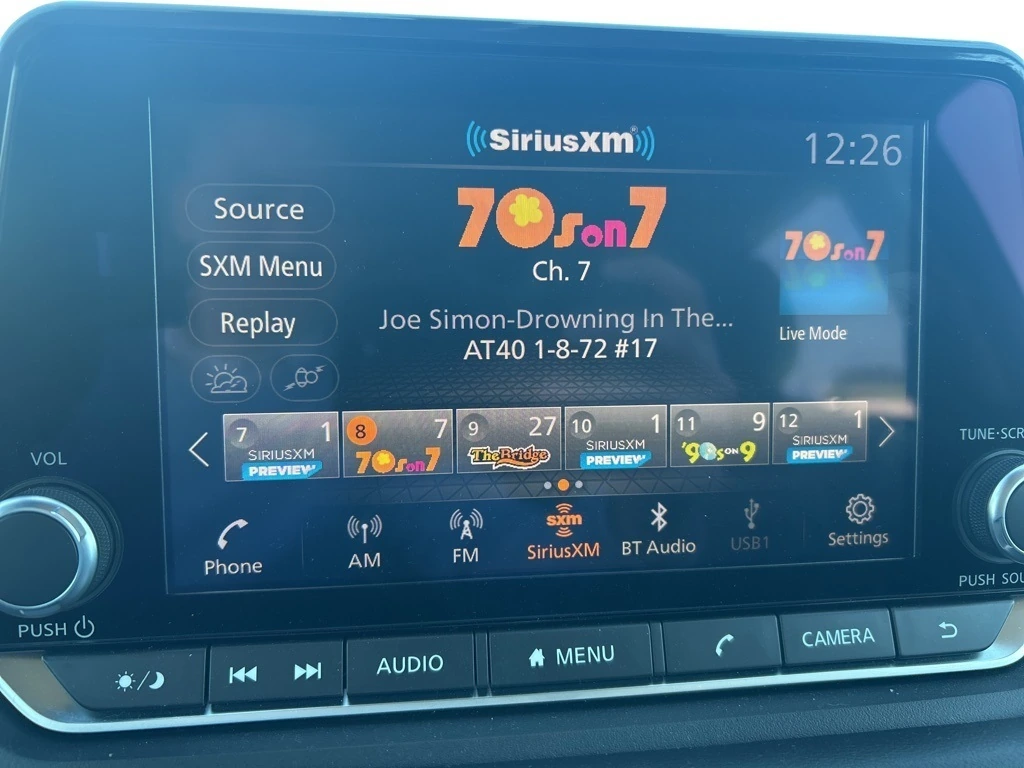 SiriusXM
12:26
Source
70s on 7
SXM Menu
Ch. 7
70s on 7
Replay
Joe Simon-Drowning In The...
Live Mode
AT40 1-8-72 #17
7 1
SIRIUSXM
PREVIEW
8 7
70s on 7
9 27
The Bridge
10 1
SIRIUSXM
PREVIEW
11 9
'90s ON 9
12 1
SIRIUSXM
PREVIEW
VOL
TUNE·SCR
Phone
AM
FM
sxm
SiriusXM
BT Audio
USB1
Settings
PUSH
PUSH SOU
AUDIO
MENU
CAMERA